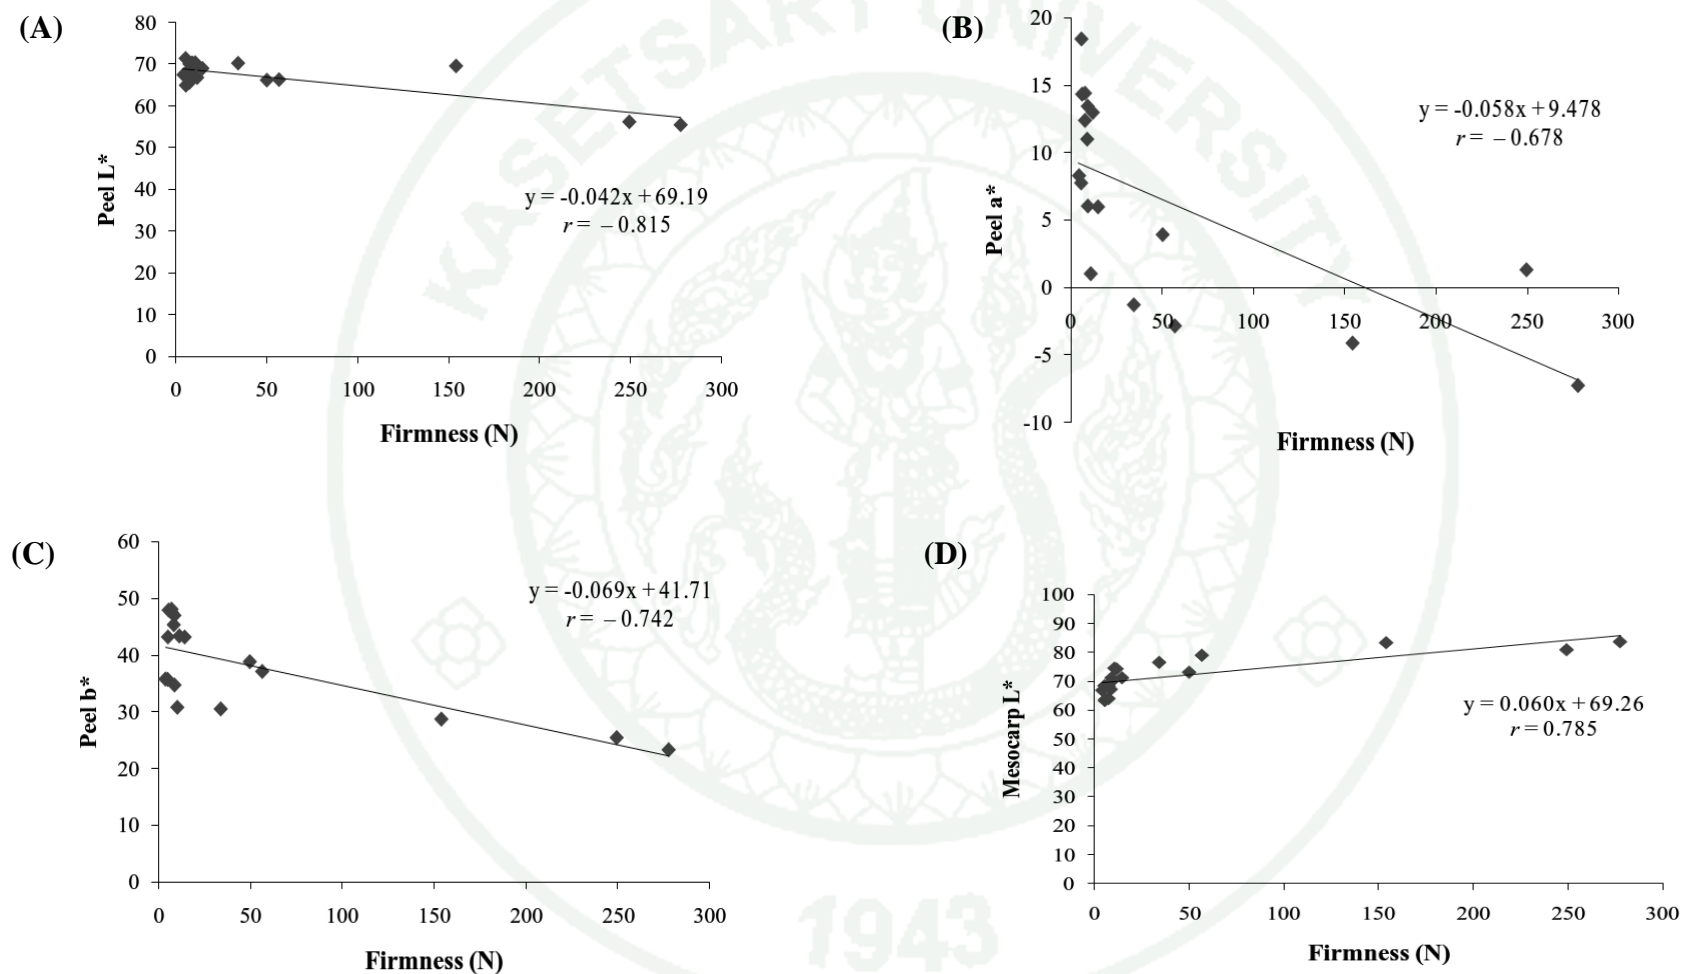 (A)
80
70
60
50
40
30
20
10
0
Peel L*
y = -0.042x + 69.19
r = – 0.815
0 50 100 150 200 250 300
Firmness (N)
(B)
20
15
10
5
0
-5
-10
Peel a*
y = -0.058x + 9.478
r = – 0.678
0 50 100 150 200 250 300
Firmness (N)
(C)
60
50
40
30
20
10
0
Peel b*
y = -0.069x + 41.71
r = – 0.742
0 50 100 150 200 250 300
Firmness (N)
(D)
100
90
80
70
60
50
40
30
20
10
0
Mesocarp L*
y = 0.060x + 69.26
r = 0.785
0 50 100 150 200 250 300
Firmness (N)
KASETSART UNIVERSITY
1943